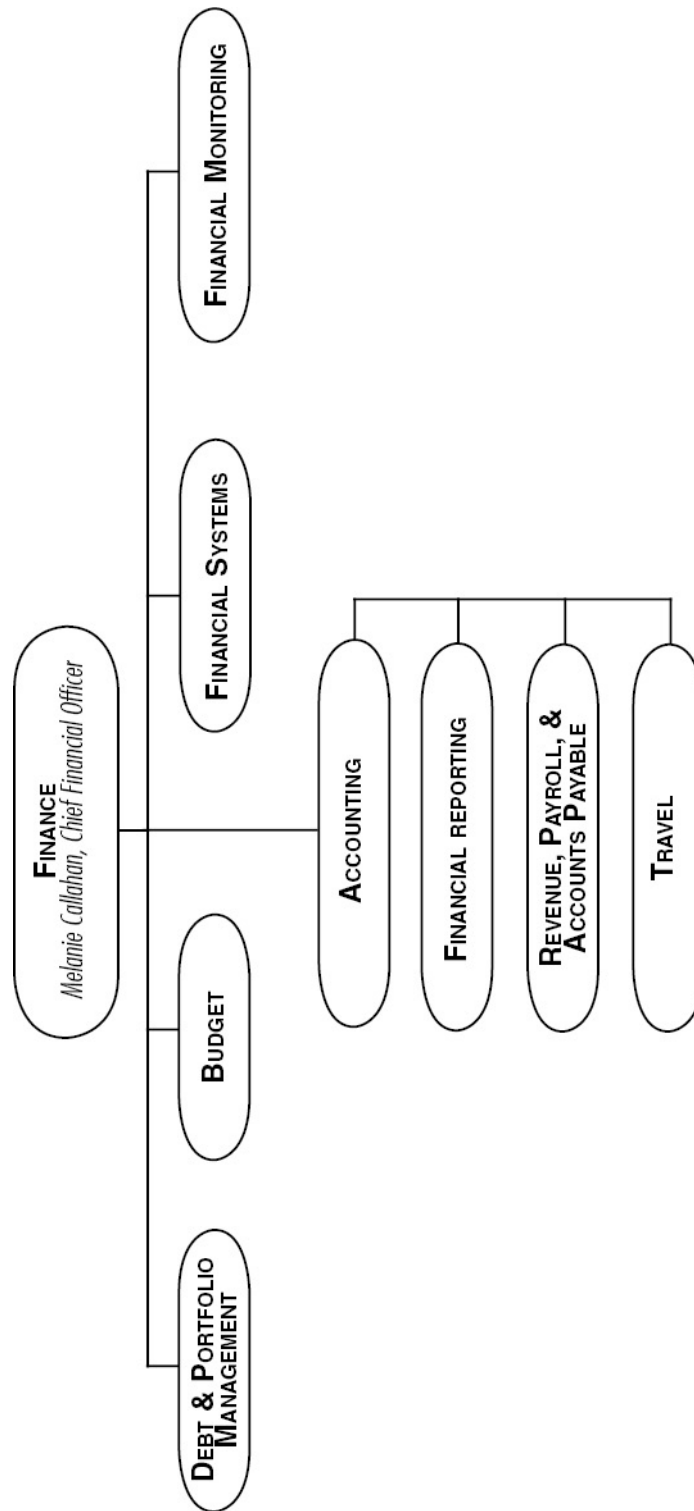 FINANCE
Melanie Callahan, Chief Financial Officer
DEBT & PORTFOLIO
MANAGEMENT
BUDGET
FINANCIAL SYSTEMS
FINANCIAL MONITORING
ACCOUNTING
FINANCIAL REPORTING
REVENUE, PAYROLL, &
ACCOUNTS PAYABLE
TRAVEL